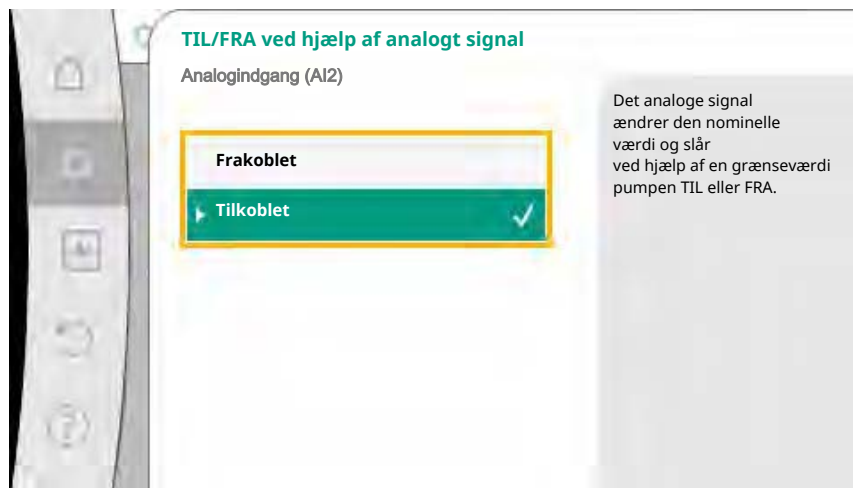 TIL/FRA ved hjælp af analogt signal
Analogindgang (AI2)
Frakoblet
Tilkoblet
Det analoge signal
ændrer den nominelle
værdi og slår
ved hjælp af en grænseværdi
pumpen TIL eller FRA.